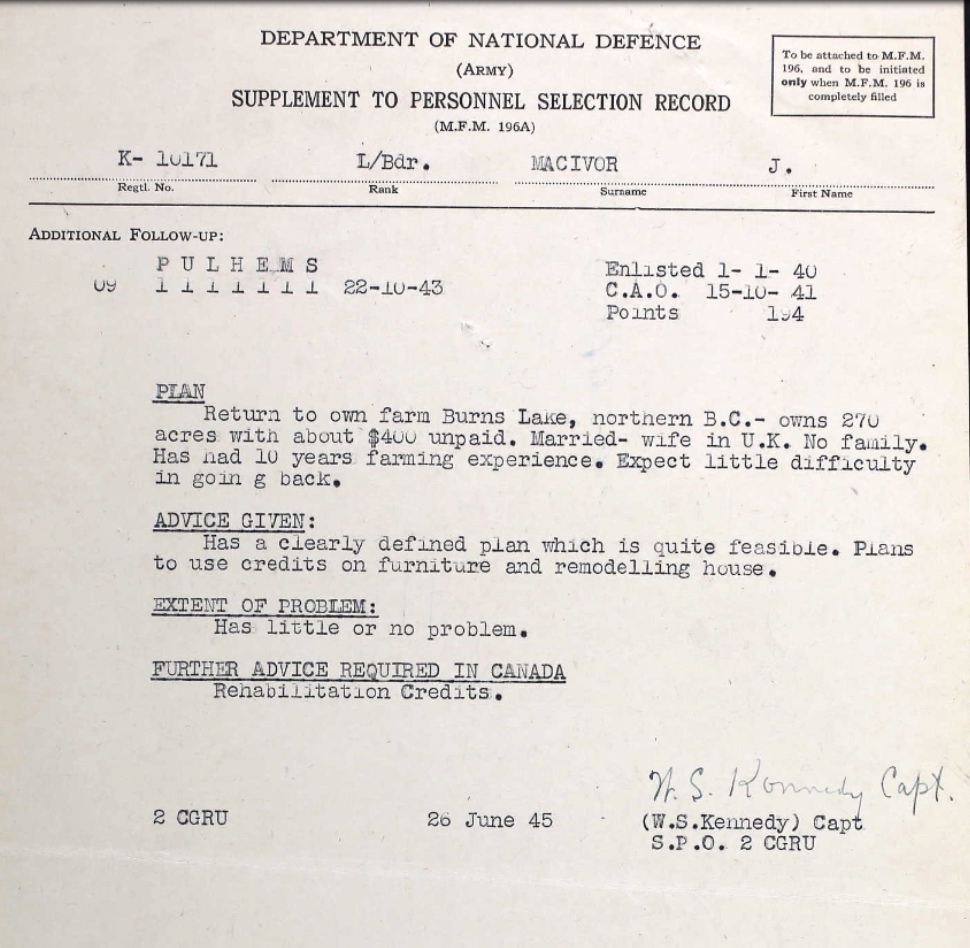 DEPARTMENT OF NATIONAL DEFENCE
(ARMY)
SUPPLEMENT TO PERSONNEL SELECTION RECORD
(M.F.M. 196A)
To be attached to M.F.M.
196, and to be initiated
only when M.F.M. 196 is
completely filled
K- 10171 L/Bdr. MACIVOR J.
Regtl. No. Rank Surname First Name
ADDITIONAL FOLLOW-UP:
P U L H E M S
09 1 1 1 1 1 1 1 22-10-43
Enlisted 1- 1- 40
C.A.O. 15-10- 41
Points 194
PLAN
Return to own farm Burns Lake, northern B.C.- owns 270
acres with about $400 unpaid. Married- wife in U.K. No family.
Has had 10 years farming experience. Expect little difficulty
in goin g back.
ADVICE GIVEN:
Has a clearly defined plan which is quite feasible. Plans
to use credits on furniture and remodelling house.
EXTENT OF PROBLEM:
Has little or no problem.
FURTHER ADVICE REQUIRED IN CANADA
Rehabilitation Credits.
W. S. Kennedy Capt.
2 CGRU 26 June 45 (W.S.Kennedy) Capt
S.P.O. 2 CGRU